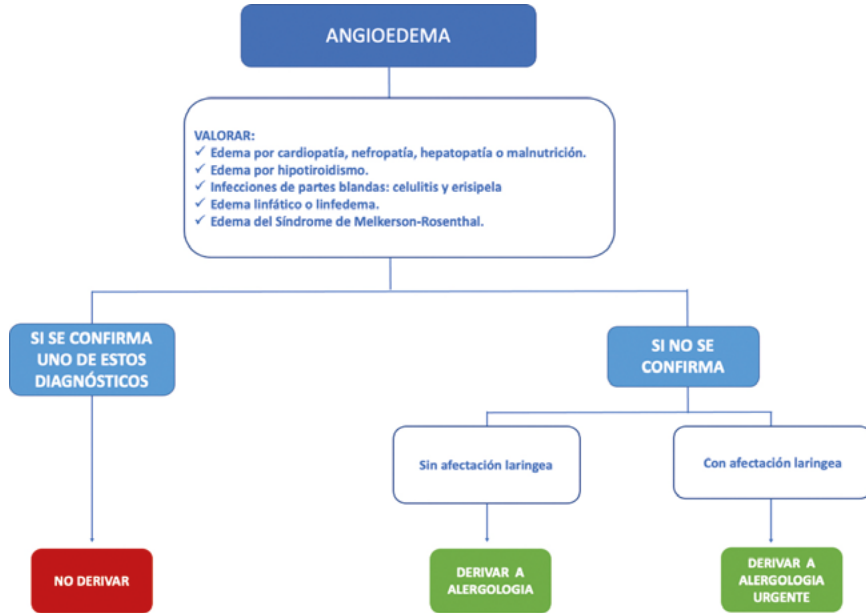 ANGIOEDEMA
VALORAR:
✓ Edema por cardiopatía, nefropatía, hepatopatía o malnutrición.
✓ Edema por hipotiroidismo.
✓ Infecciones de partes blandas: celulitis y erisipela
✓ Edema linfático o linfedema.
✓ Edema del Síndrome de Melkerson-Rosenthal.
SI SE CONFIRMA
UNO DE ESTOS
DIAGNÓSTICOS
SI NO SE
CONFIRMA
Sin afectación laringea
Con afectación laringea
NO DERIVAR
DERIVAR A
ALERGOLOGIA
DERIVAR A
ALERGOLOGIA
URGENTE